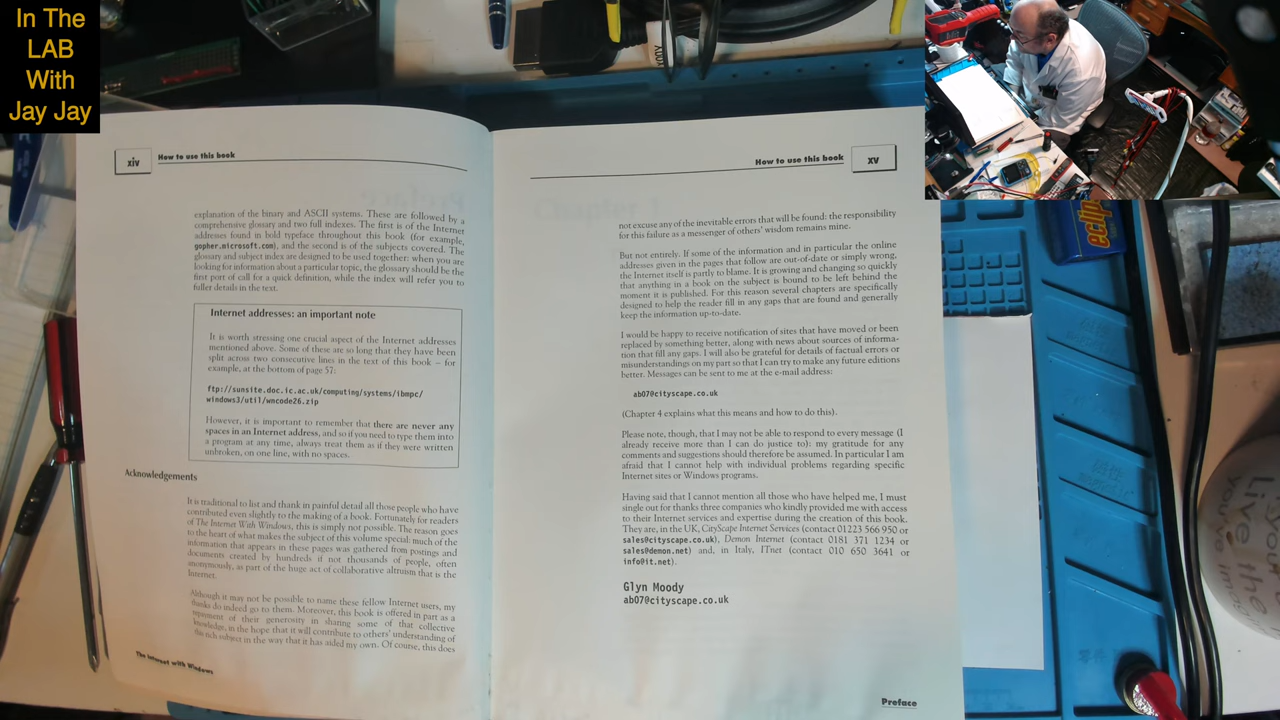 In The
LAB
With
Jay Jay
xiv
How to use this book
explanation of the binary and ASCII systems. These are followed by a
comprehensive glossary and two full indexes. The first is of the Internet
addresses found in bold typeface throughout this book (for example,
gopher.microsoft.com), and the second is of the subjects covered. The
glossary and subject index are designed to be used together: when you are
looking for information about a particular topic, the glossary should be the
first port of call for a quick definition, while the index will refer you to
fuller details in the text.
Internet addresses: an important note
It is worth stressing one crucial aspect of the Internet addresses
mentioned above. Some of these are so long that they have been
split across two consecutive lines in the text of this book – for
example, at the bottom of page 57:
ftp://sunsite.doc.ic.ac.uk/computing/systems/ibmpc/
windows3/util/wncode26.zip
However, it is important to remember that there are never any
spaces in an Internet address, and so if you need to type them into
a program at any time, always treat them as if they were written
unbroken, on one line, with no spaces.
Acknowledgements
It is traditional to list and thank in painful detail all those people who have
contributed even slightly to the making of a book. Fortunately for readers
of The Internet With Windows, this is simply not possible. The reason goes
to the heart of what makes the subject of this volume special: much of the
information that appears in these pages was gathered from postings and
documents created by hundreds if not thousands of people, often
anonymously, as part of the huge act of collaborative altruism that is the
Internet.
Although it may not be possible to name these fellow Internet users, my
thanks do indeed go to them. Moreover, this book is offered in part as a
repayment of their generosity in sharing some of that collective
knowledge, in the hope that it will contribute to others' understanding of
this rich subject in the way that it has aided my own. Of course, this does
The Internet with Windows
How to use this book
xv
not excuse any of the inevitable errors that will be found: the responsibility
for this failure as a messenger of others' wisdom remains mine.
But not entirely. If some of the information and in particular the online
addresses given in the pages that follow are out-of-date or simply wrong,
the Internet itself is partly to blame. It is growing and changing so quickly
that anything in a book on the subject is bound to be left behind the
moment it is published. For this reason several chapters are specifically
designed to help the reader fill in any gaps that are found and generally
keep the information up-to-date.
I would be happy to receive notification of sites that have moved or been
replaced by something better, along with news about sources of informa-
tion that fill any gaps. I will also be grateful for details of factual errors or
misunderstandings on my part so that I can try to make any future editions
better. Messages can be sent to me at the e-mail address:
ab07@cityscape.co.uk
(Chapter 4 explains what this means and how to do this).
Please note, though, that I may not be able to respond to every message (I
already receive more than I can do justice to): my gratitude for any
comments and suggestions should therefore be assumed. In particular I am
afraid that I cannot help with individual problems regarding specific
Internet sites or Windows programs.
Having said that I cannot mention all those who have helped me, I must
single out for thanks three companies who kindly provided me with access
to their Internet services and expertise during the creation of this book.
They are, in the UK, CityScape Internet Services (contact 01223 566 950 or
sales@cityscape.co.uk), Demon Internet (contact 0181 371 1234 or
sales@demon.net) and, in Italy, ITnet (contact 010 650 3641 or
info@it.net).
Glyn Moody
ab07@cityscape.co.uk
Preface
eclip